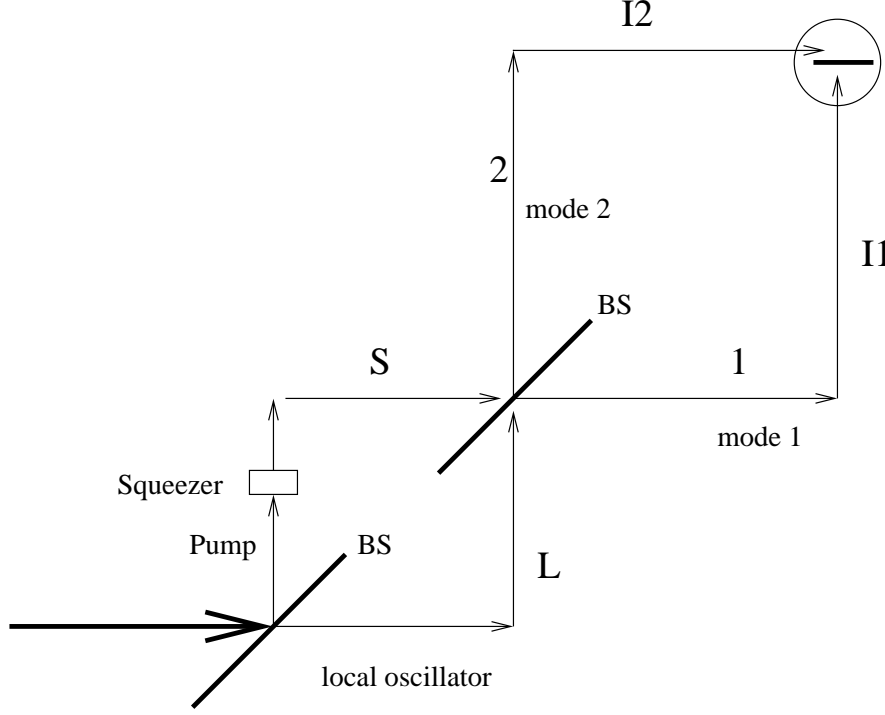 I2
2
mode 2
I1
BS
S
1
mode 1
Squeezer
Pump
BS
L
local oscillator